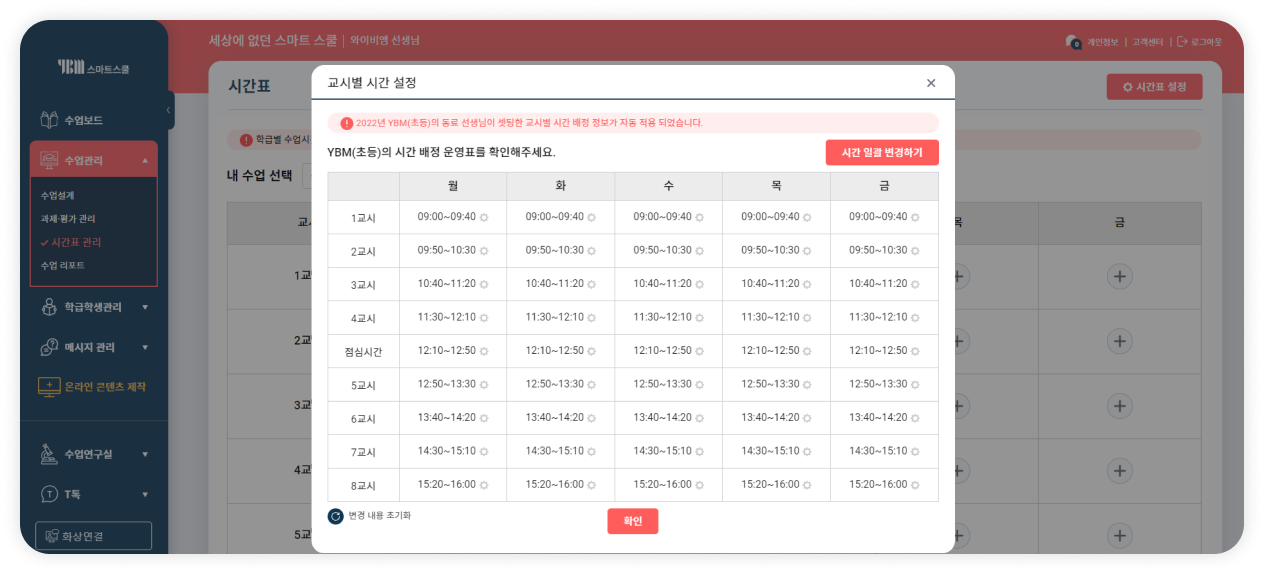 YBM 스마트스쿨
세상에 없던 스마트 스쿨 | 와이비엠 선생님
0 개인정보 | 고객센터 | 로그아웃
수업보드
수업관리
수업설계
과제·평가 관리
시간표 관리
수업 리포트
학급학생관리
메시지 관리
온라인 콘텐츠 제작
수업연구실
T톡
화상연결
시간표
시간표 설정
학급별 수업시
내 수업 선택
교
목
금
1교
2교
3교
4교
5교
교시별 시간 설정
2022년 YBM(초등)의 동료 선생님이 셋팅한 교시별 시간 배정 정보가 자동 적용 되었습니다.
YBM(초등)의 시간 배정 운영표를 확인해주세요.
시간 일괄 변경하기
월 화 수 목 금
1교시 09:00~09:40 09:00~09:40 09:00~09:40 09:00~09:40 09:00~09:40
2교시 09:50~10:30 09:50~10:30 09:50~10:30 09:50~10:30 09:50~10:30
3교시 10:40~11:20 10:40~11:20 10:40~11:20 10:40~11:20 10:40~11:20
4교시 11:30~12:10 11:30~12:10 11:30~12:10 11:30~12:10 11:30~12:10
점심시간 12:10~12:50 12:10~12:50 12:10~12:50 12:10~12:50 12:10~12:50
5교시 12:50~13:30 12:50~13:30 12:50~13:30 12:50~13:30 12:50~13:30
6교시 13:40~14:20 13:40~14:20 13:40~14:20 13:40~14:20 13:40~14:20
7교시 14:30~15:10 14:30~15:10 14:30~15:10 14:30~15:10 14:30~15:10
8교시 15:20~16:00 15:20~16:00 15:20~16:00 15:20~16:00 15:20~16:00
변경 내용 초기화
확인